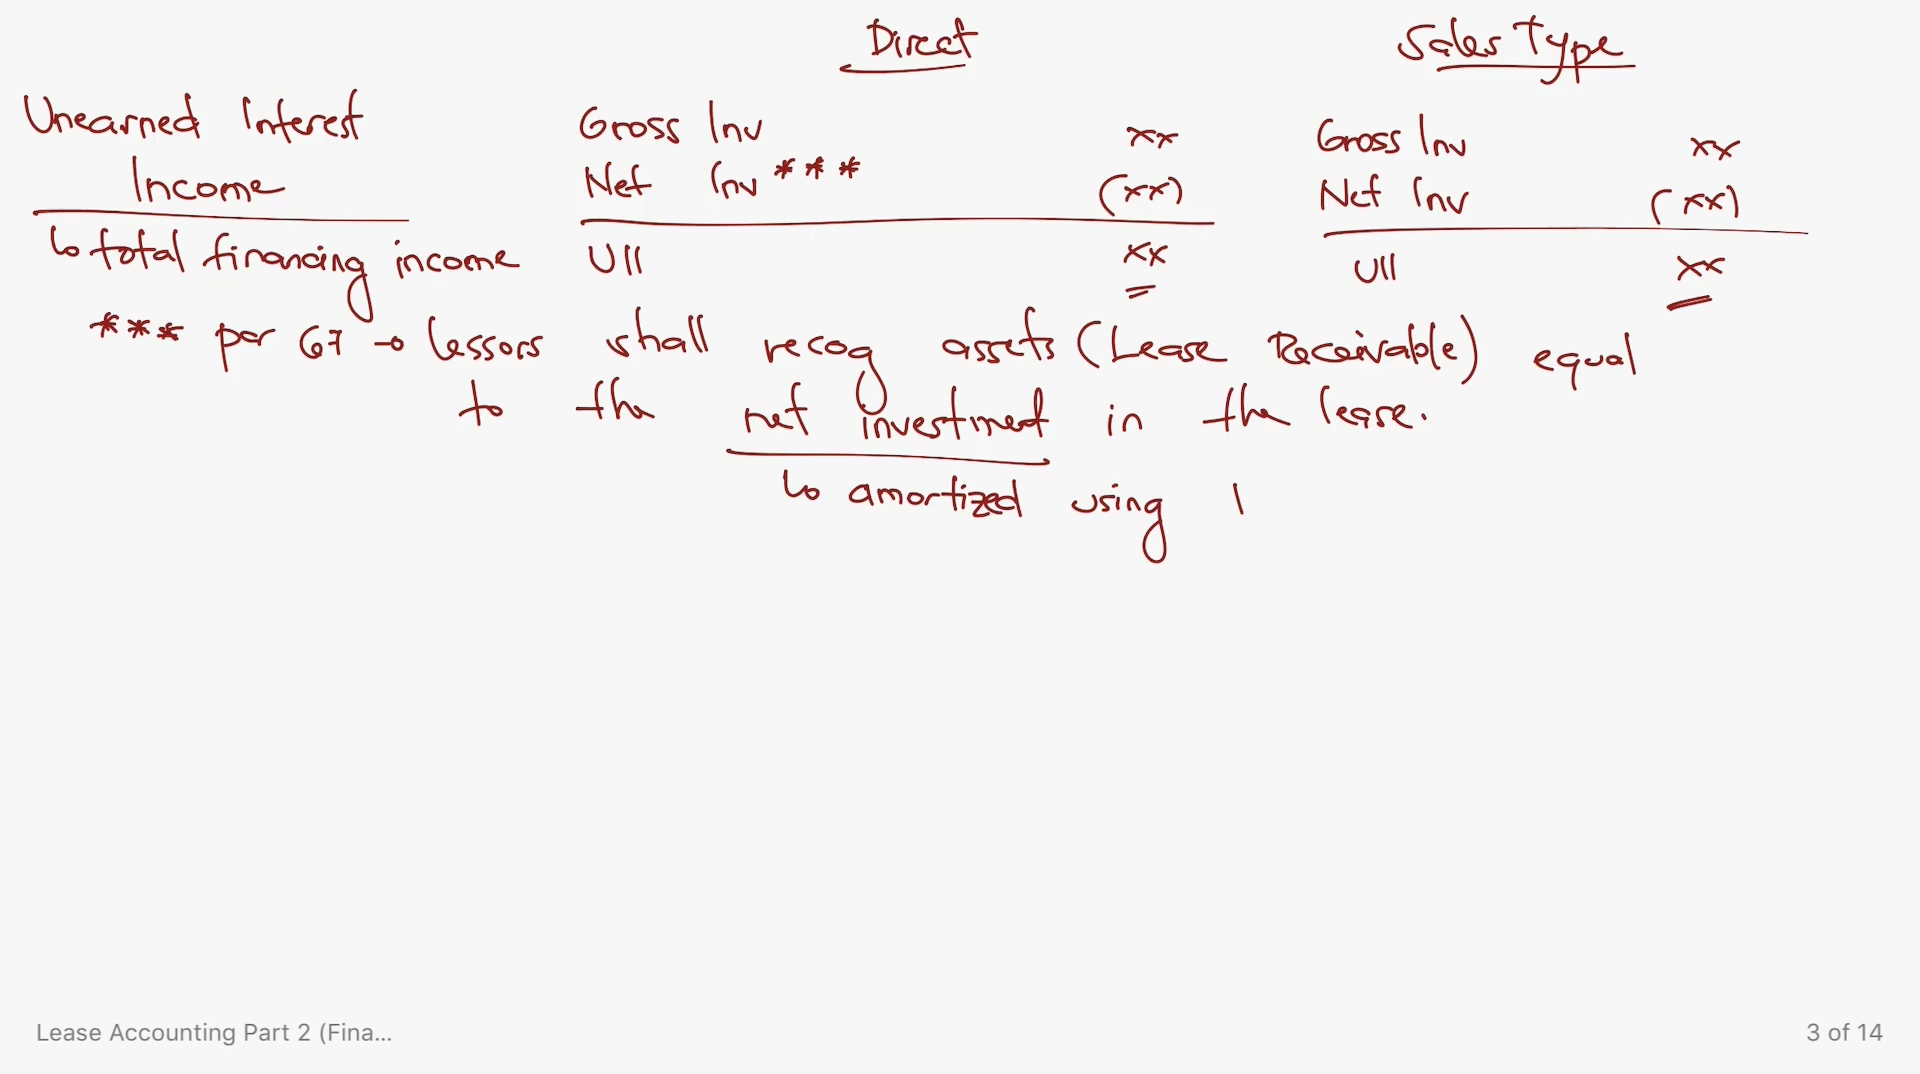 Direct Sales Type
Unearned Interest Gross Inv xx Gross Inv xx
Income Net Inv *** (xx) Net Inv (xx)
↳ total financing income UII xx UII xx
*** par 67 → lessors shall recog assets (Lease Receivable) equal
to the net investment in the lease.
↳ amortized using I
Lease Accounting Part 2 (Fina...
3 of 14